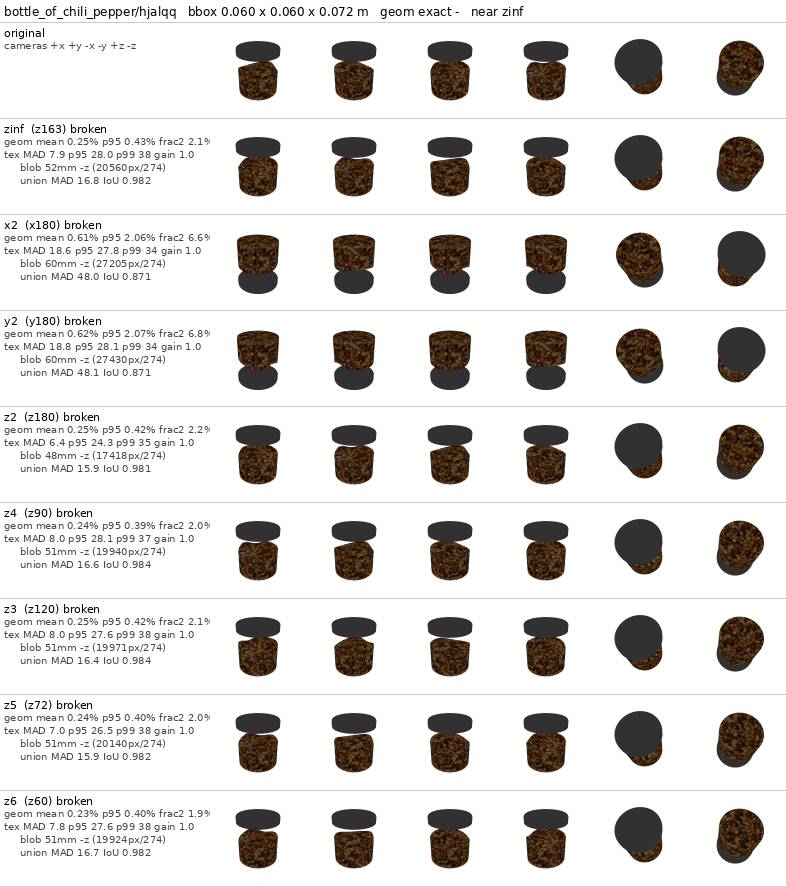 bottle_of_chili_pepper/hjalqq bbox 0.060 x 0.060 x 0.072 m geom exact - near zinf
original
cameras +x +y -x -y +z -z
zinf (z163) broken
geom mean 0.25% p95 0.43% frac2 2.1%
tex MAD 7.9 p95 28.0 p99 38 gain 1.0
blob 52mm -z (20560px/274)
union MAD 16.8 IoU 0.982
x2 (x180) broken
geom mean 0.61% p95 2.06% frac2 6.6%
tex MAD 18.6 p95 27.8 p99 34 gain 1.0
blob 60mm -z (27205px/274)
union MAD 48.0 IoU 0.871
y2 (y180) broken
geom mean 0.62% p95 2.07% frac2 6.8%
tex MAD 18.8 p95 28.1 p99 34 gain 1.0
blob 60mm -z (27430px/274)
union MAD 48.1 IoU 0.871
z2 (z180) broken
geom mean 0.25% p95 0.42% frac2 2.2%
tex MAD 6.4 p95 24.3 p99 35 gain 1.0
blob 48mm -z (17418px/274)
union MAD 15.9 IoU 0.981
z4 (z90) broken
geom mean 0.24% p95 0.39% frac2 2.0%
tex MAD 8.0 p95 28.1 p99 37 gain 1.0
blob 51mm -z (19940px/274)
union MAD 16.6 IoU 0.984
z3 (z120) broken
geom mean 0.25% p95 0.42% frac2 2.1%
tex MAD 8.0 p95 27.6 p99 38 gain 1.0
blob 51mm -z (19971px/274)
union MAD 16.4 IoU 0.984
z5 (z72) broken
geom mean 0.24% p95 0.40% frac2 2.0%
tex MAD 7.0 p95 26.5 p99 38 gain 1.0
blob 51mm -z (20140px/274)
union MAD 15.9 IoU 0.982
z6 (z60) broken
geom mean 0.23% p95 0.40% frac2 1.9%
tex MAD 7.8 p95 27.6 p99 38 gain 1.0
blob 51mm -z (19924px/274)
union MAD 16.7 IoU 0.982